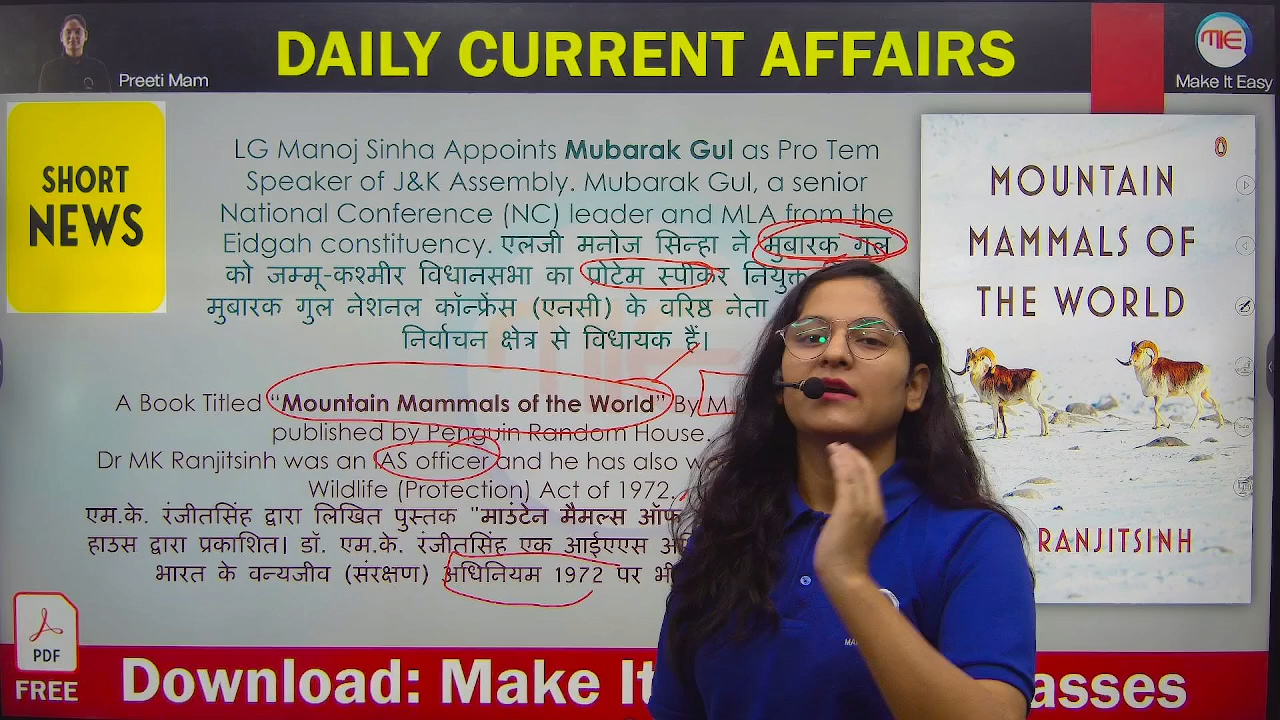 Preeti Mam
DAILY CURRENT AFFAIRS
MIE
Make It Easy
SHORT
NEWS
LG Manoj Sinha Appoints Mubarak Gul as Pro Tem
Speaker of J&K Assembly. Mubarak Gul, a senior
National Conference (NC) leader and MLA from the
Eidgah constituency. एलजी मनोज सिन्हा ने मुबारक गुल
को जम्मू-कश्मीर विधानसभा का प्रोटेम स्पीकर
मुबारक गुल नेशनल कॉन्फ्रेंस (एनसी) के वरिष्ठ नेता
निर्वाचन क्षेत्र से विधायक हैं।
A Book Titled "Mountain Mammals of the World" By
published by Penguin Random House.
Dr MK Ranjitsinh was an IAS officer and he has also
Wildlife (Protection) Act of 1972.
एम.के. रंजीतसिंह द्वारा लिखित पुस्तक "माउंटेन मैमल्स ऑफ
हाउस द्वारा प्रकाशित। डॉ. एम.के. रंजीतसिंह एक आईएएस
भारत के वन्यजीव (संरक्षण) अधिनियम 1972 पर
MOUNTAIN
MAMMALS OF
THE WORLD
RANJITSINH
PDF
FREE
Download: Make It